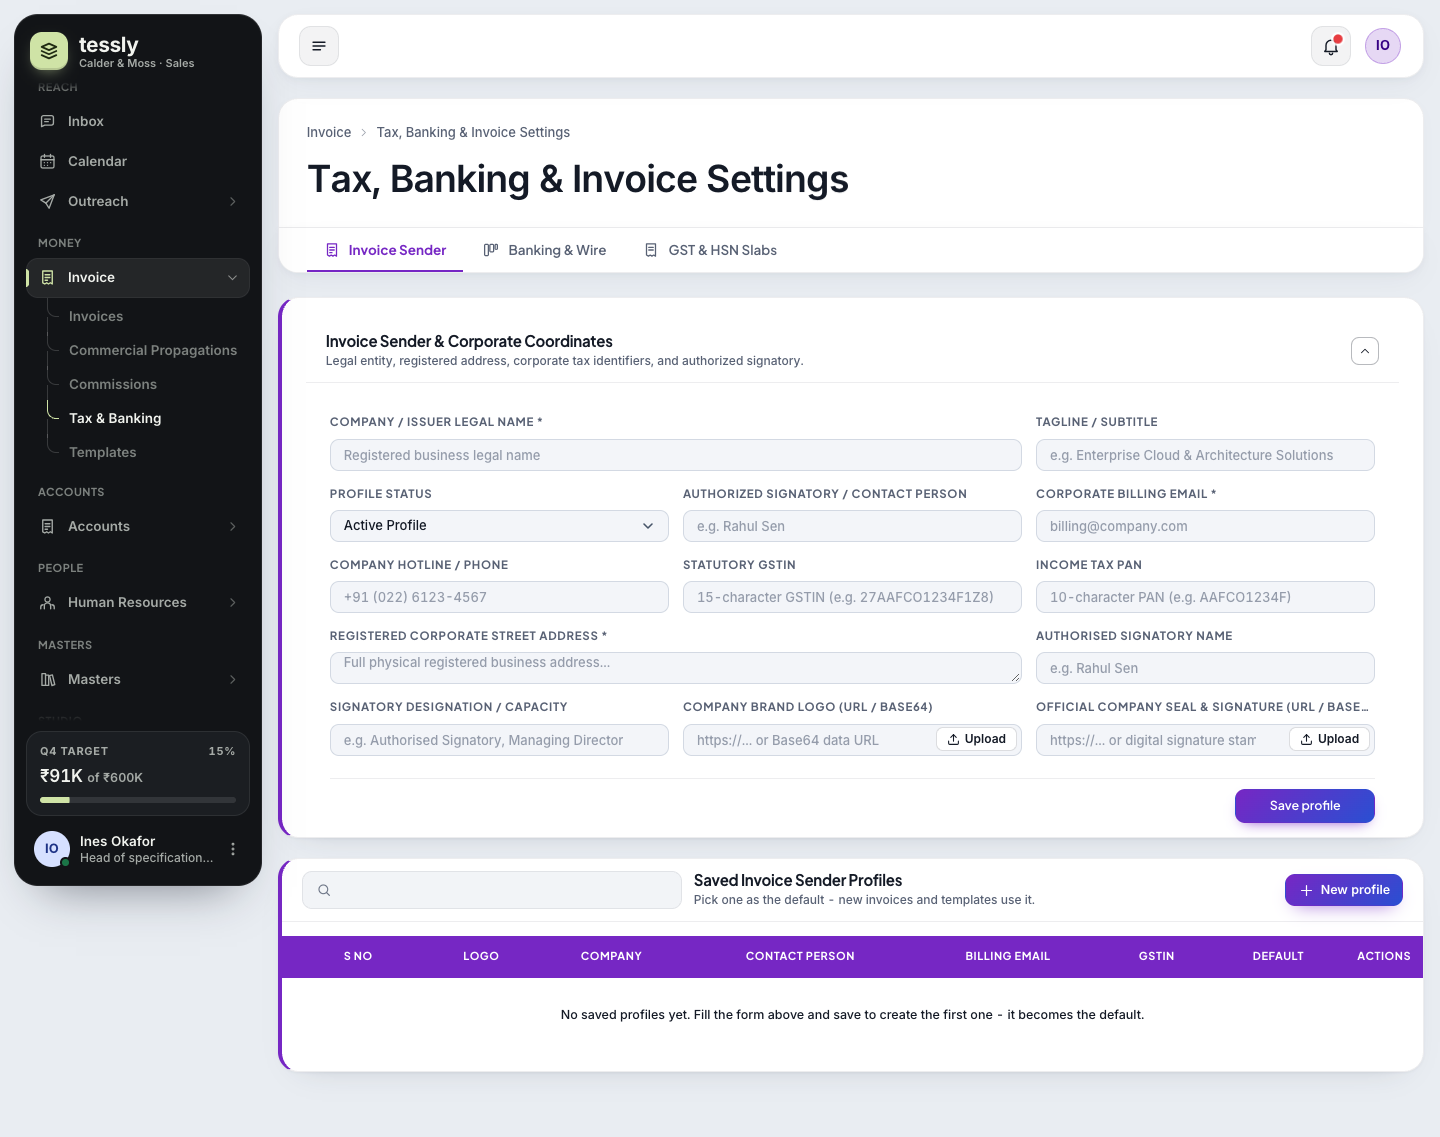 tessly
Calder & Moss · Sales
REACH
Inbox
Calendar
Outreach
MONEY
Invoice
Invoices
Commercial Propagations
Commissions
Tax & Banking
Templates
ACCOUNTS
Accounts
PEOPLE
Human Resources
MASTERS
Masters
Q4 TARGET 15%
₹91K of ₹600K
IO
Ines Okafor
Head of specification...
IO
Invoice > Tax, Banking & Invoice Settings
Tax, Banking & Invoice Settings
Invoice Sender Banking & Wire GST & HSN Slabs
Invoice Sender & Corporate Coordinates
Legal entity, registered address, corporate tax identifiers, and authorized signatory.
COMPANY / ISSUER LEGAL NAME * TAGLINE / SUBTITLE
Registered business legal name e.g. Enterprise Cloud & Architecture Solutions
PROFILE STATUS AUTHORIZED SIGNATORY / CONTACT PERSON CORPORATE BILLING EMAIL *
Active Profile e.g. Rahul Sen billing@company.com
COMPANY HOTLINE / PHONE STATUTORY GSTIN INCOME TAX PAN
+91 (022) 6123-4567 15-character GSTIN (e.g. 27AAFCO1234F1Z8) 10-character PAN (e.g. AAFCO1234F)
REGISTERED CORPORATE STREET ADDRESS * AUTHORISED SIGNATORY NAME
Full physical registered business address... e.g. Rahul Sen
SIGNATORY DESIGNATION / CAPACITY COMPANY BRAND LOGO (URL / BASE64) OFFICIAL COMPANY SEAL & SIGNATURE (URL / BASE...
e.g. Authorised Signatory, Managing Director https://... or Base64 data URL Upload https://... or digital signature stam Upload
Save profile
Saved Invoice Sender Profiles
Pick one as the default - new invoices and templates use it.
New profile
S NO LOGO COMPANY CONTACT PERSON BILLING EMAIL GSTIN DEFAULT ACTIONS
No saved profiles yet. Fill the form above and save to create the first one - it becomes the default.